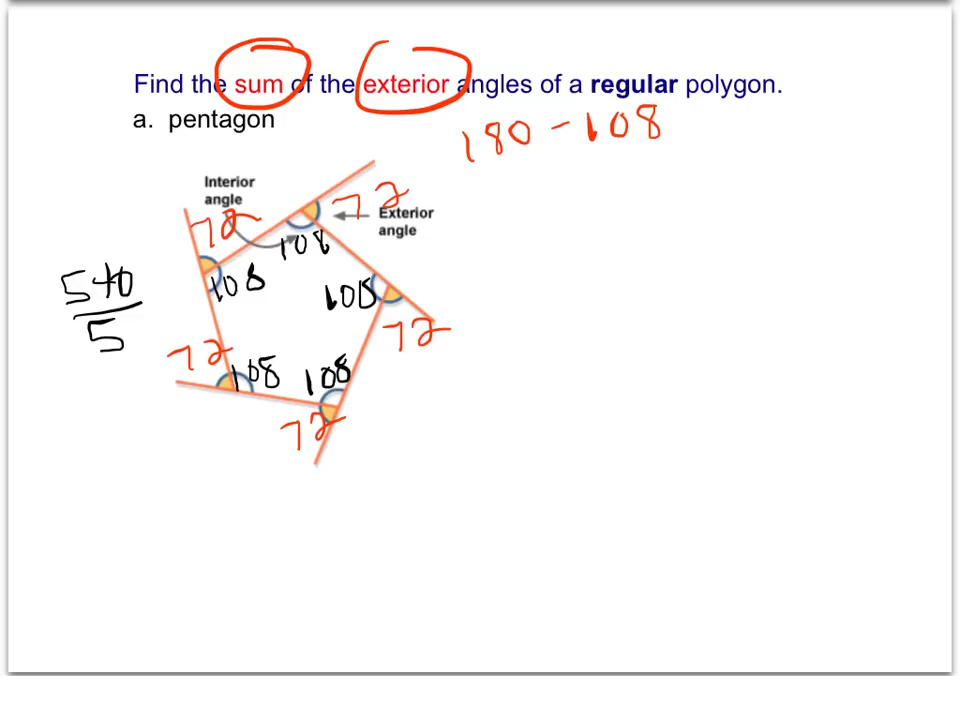 Find the sum of the exterior angles of a regular polygon.
a. pentagon
180 - 108
Interior
angle
72
72
Exterior
angle
108
108
540
5
108
72
72
108
108
72